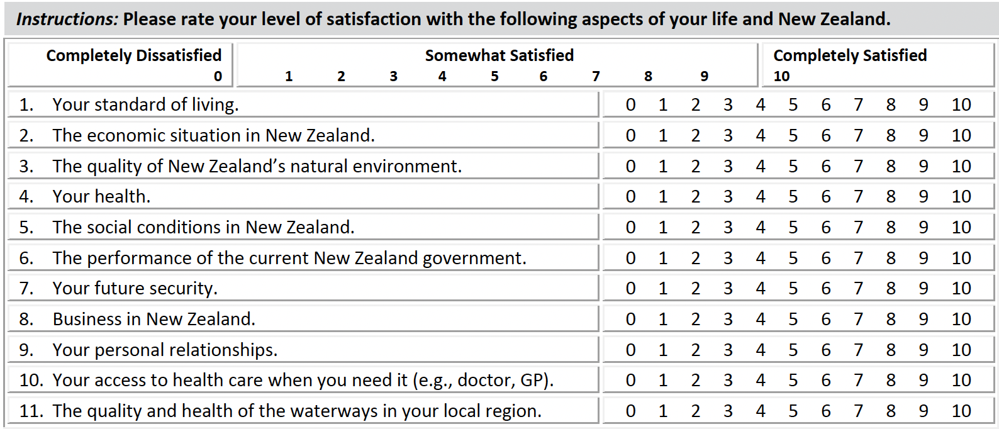 Instructions: Please rate your level of satisfaction with the following aspects of your life and New Zealand.
Completely Dissatisfied Somewhat Satisfied Completely Satisfied
0 1 2 3 4 5 6 7 8 9 10
1. Your standard of living. 0 1 2 3 4 5 6 7 8 9 10
2. The economic situation in New Zealand. 0 1 2 3 4 5 6 7 8 9 10
3. The quality of New Zealand’s natural environment. 0 1 2 3 4 5 6 7 8 9 10
4. Your health. 0 1 2 3 4 5 6 7 8 9 10
5. The social conditions in New Zealand. 0 1 2 3 4 5 6 7 8 9 10
6. The performance of the current New Zealand government. 0 1 2 3 4 5 6 7 8 9 10
7. Your future security. 0 1 2 3 4 5 6 7 8 9 10
8. Business in New Zealand. 0 1 2 3 4 5 6 7 8 9 10
9. Your personal relationships. 0 1 2 3 4 5 6 7 8 9 10
10. Your access to health care when you need it (e.g., doctor, GP). 0 1 2 3 4 5 6 7 8 9 10
11. The quality and health of the waterways in your local region. 0 1 2 3 4 5 6 7 8 9 10